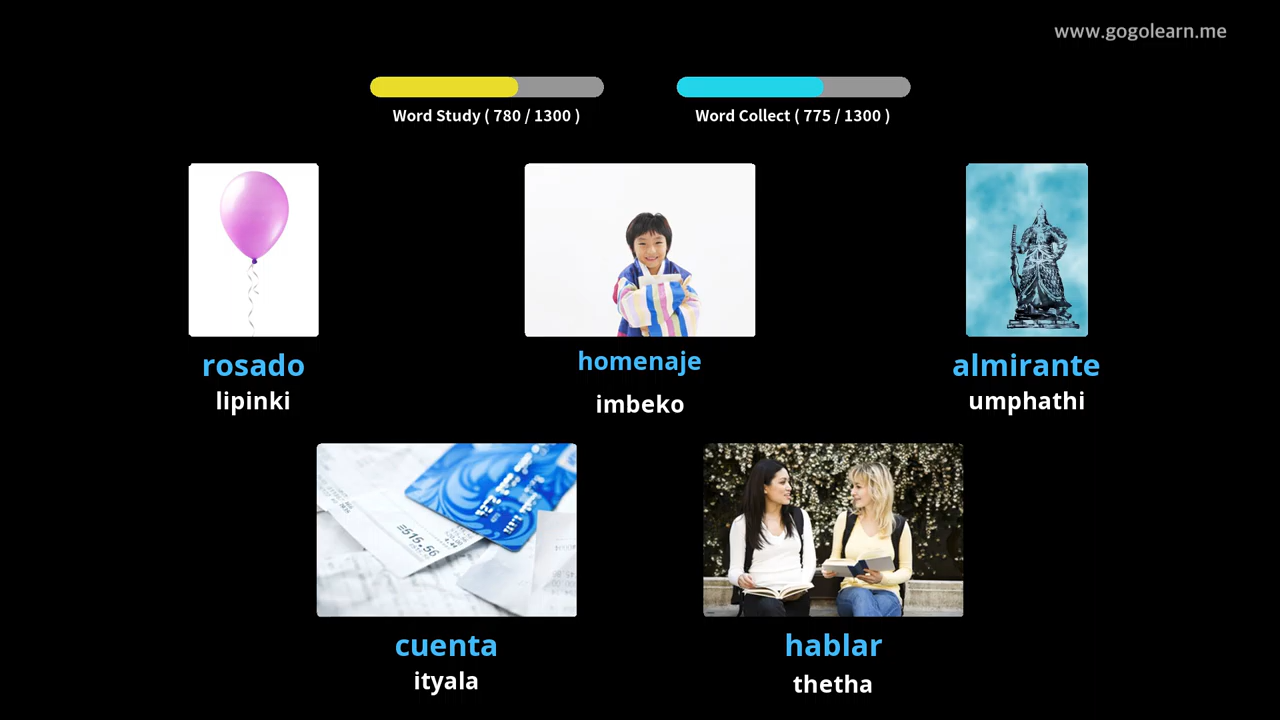 www.gogolearn.me
Word Study ( 780 / 1300 )
Word Collect ( 775 / 1300 )
rosado
lipinki
homenaje
imbeko
almirante
umphathi
cuenta
ityala
hablar
thetha